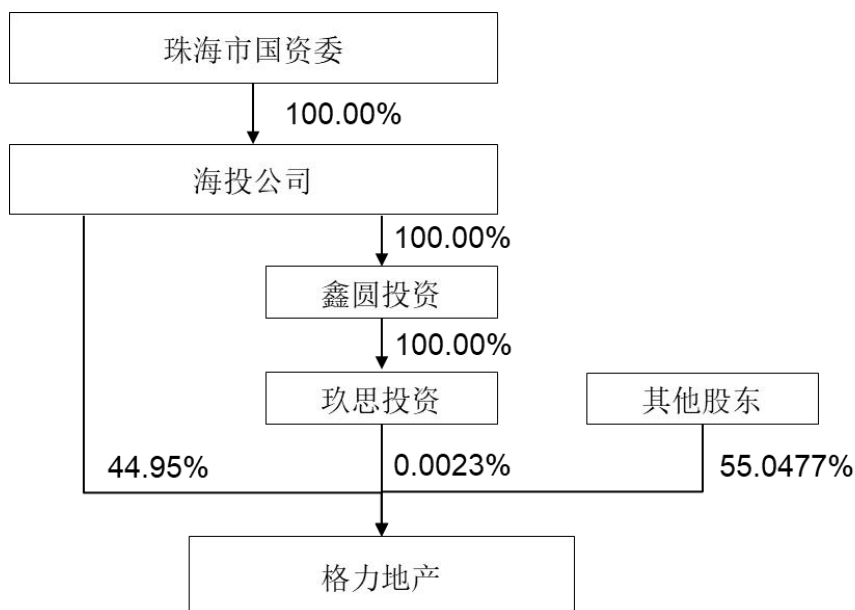 珠海市国资委
100.00%
海投公司
100.00%
鑫圆投资
100.00%
玖思投资
其他股东
44.95%
0.0023%
55.0477%
格力地产